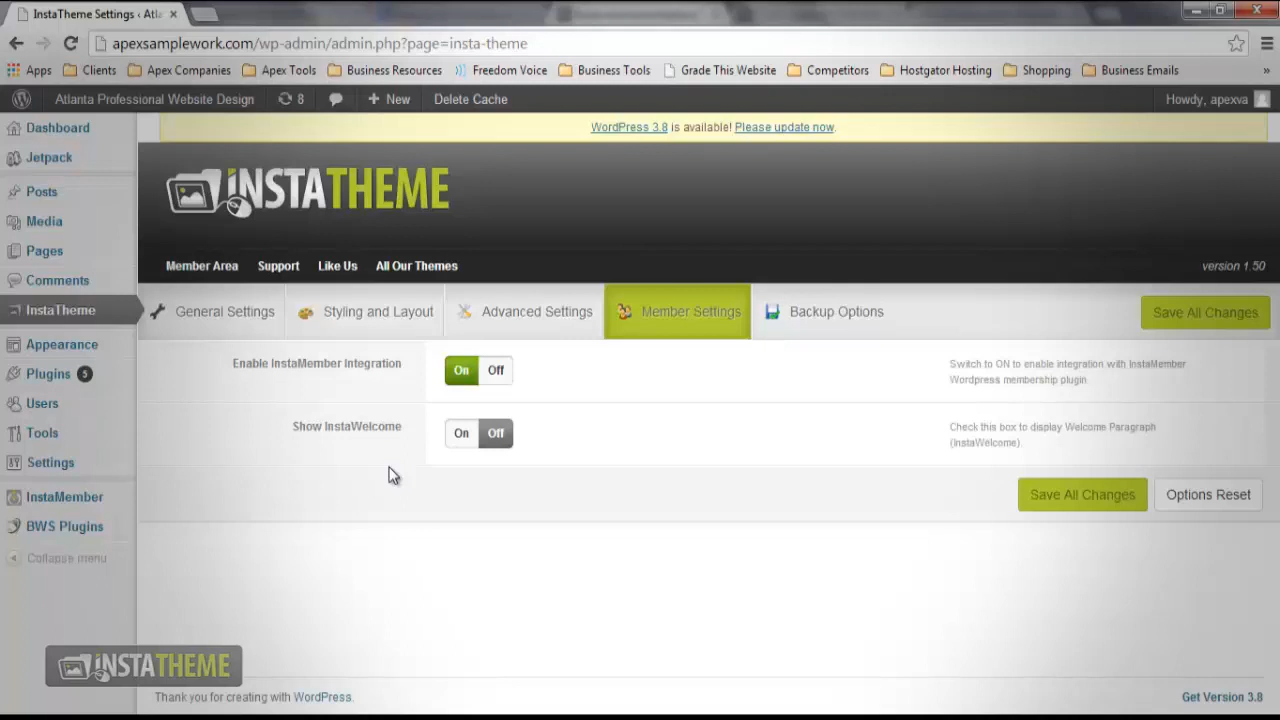 InstaTheme Settings ‹ Atla
apexsamplework.com/wp-admin/admin.php?page=insta-theme
Apps Clients Apex Companies Apex Tools Business Resources Freedom Voice Business Tools Grade This Website Competitors Hostgator Hosting Shopping Business Emails »
Atlanta Professional Website Design 8 + New Delete Cache Howdy, apexva
WordPress 3.8 is available! Please update now.
Dashboard
Jetpack
Posts
Media
Pages
Comments
InstaTheme
Appearance
Plugins 5
Users
Tools
Settings
InstaMember
BWS Plugins
Collapse menu
INSTATHEME
Member Area Support Like Us All Our Themes version 1.50
General Settings Styling and Layout Advanced Settings Member Settings Backup Options Save All Changes
Enable InstaMember Integration On Off
Switch to ON to enable integration with InstaMember
Wordpress membership plugin.
Show InstaWelcome On Off
Check this box to display Welcome Paragraph
(InstaWelcome).
Save All Changes Options Reset
INSTATHEME
Thank you for creating with WordPress. Get Version 3.8